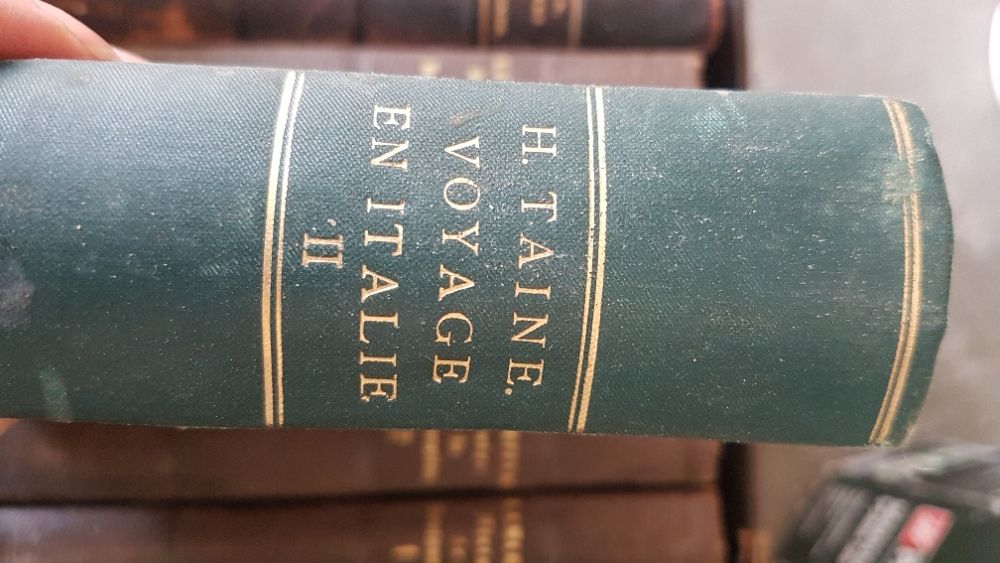 H. TAINE.
VOYAGE
EN ITALIE
II